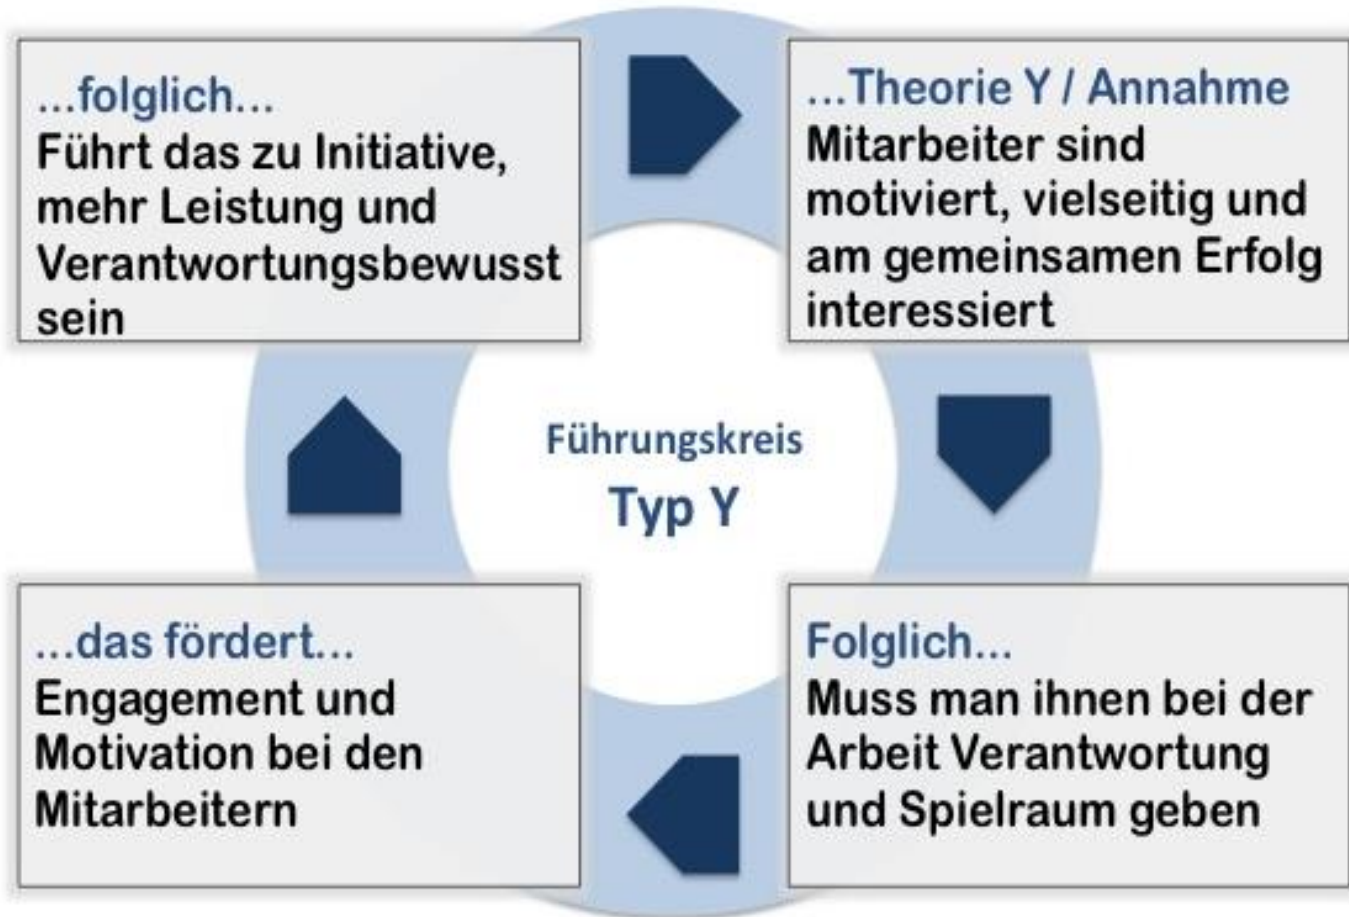 ...folglich...
Führt das zu Initiative,
mehr Leistung und
Verantwortungsbewusst
sein
...Theorie Y / Annahme
Mitarbeiter sind
motiviert, vielseitig und
am gemeinsamen Erfolg
interessiert
Führungskreis
Typ Y
...das fördert...
Engagement und
Motivation bei den
Mitarbeitern
Folglich...
Muss man ihnen bei der
Arbeit Verantwortung
und Spielraum geben